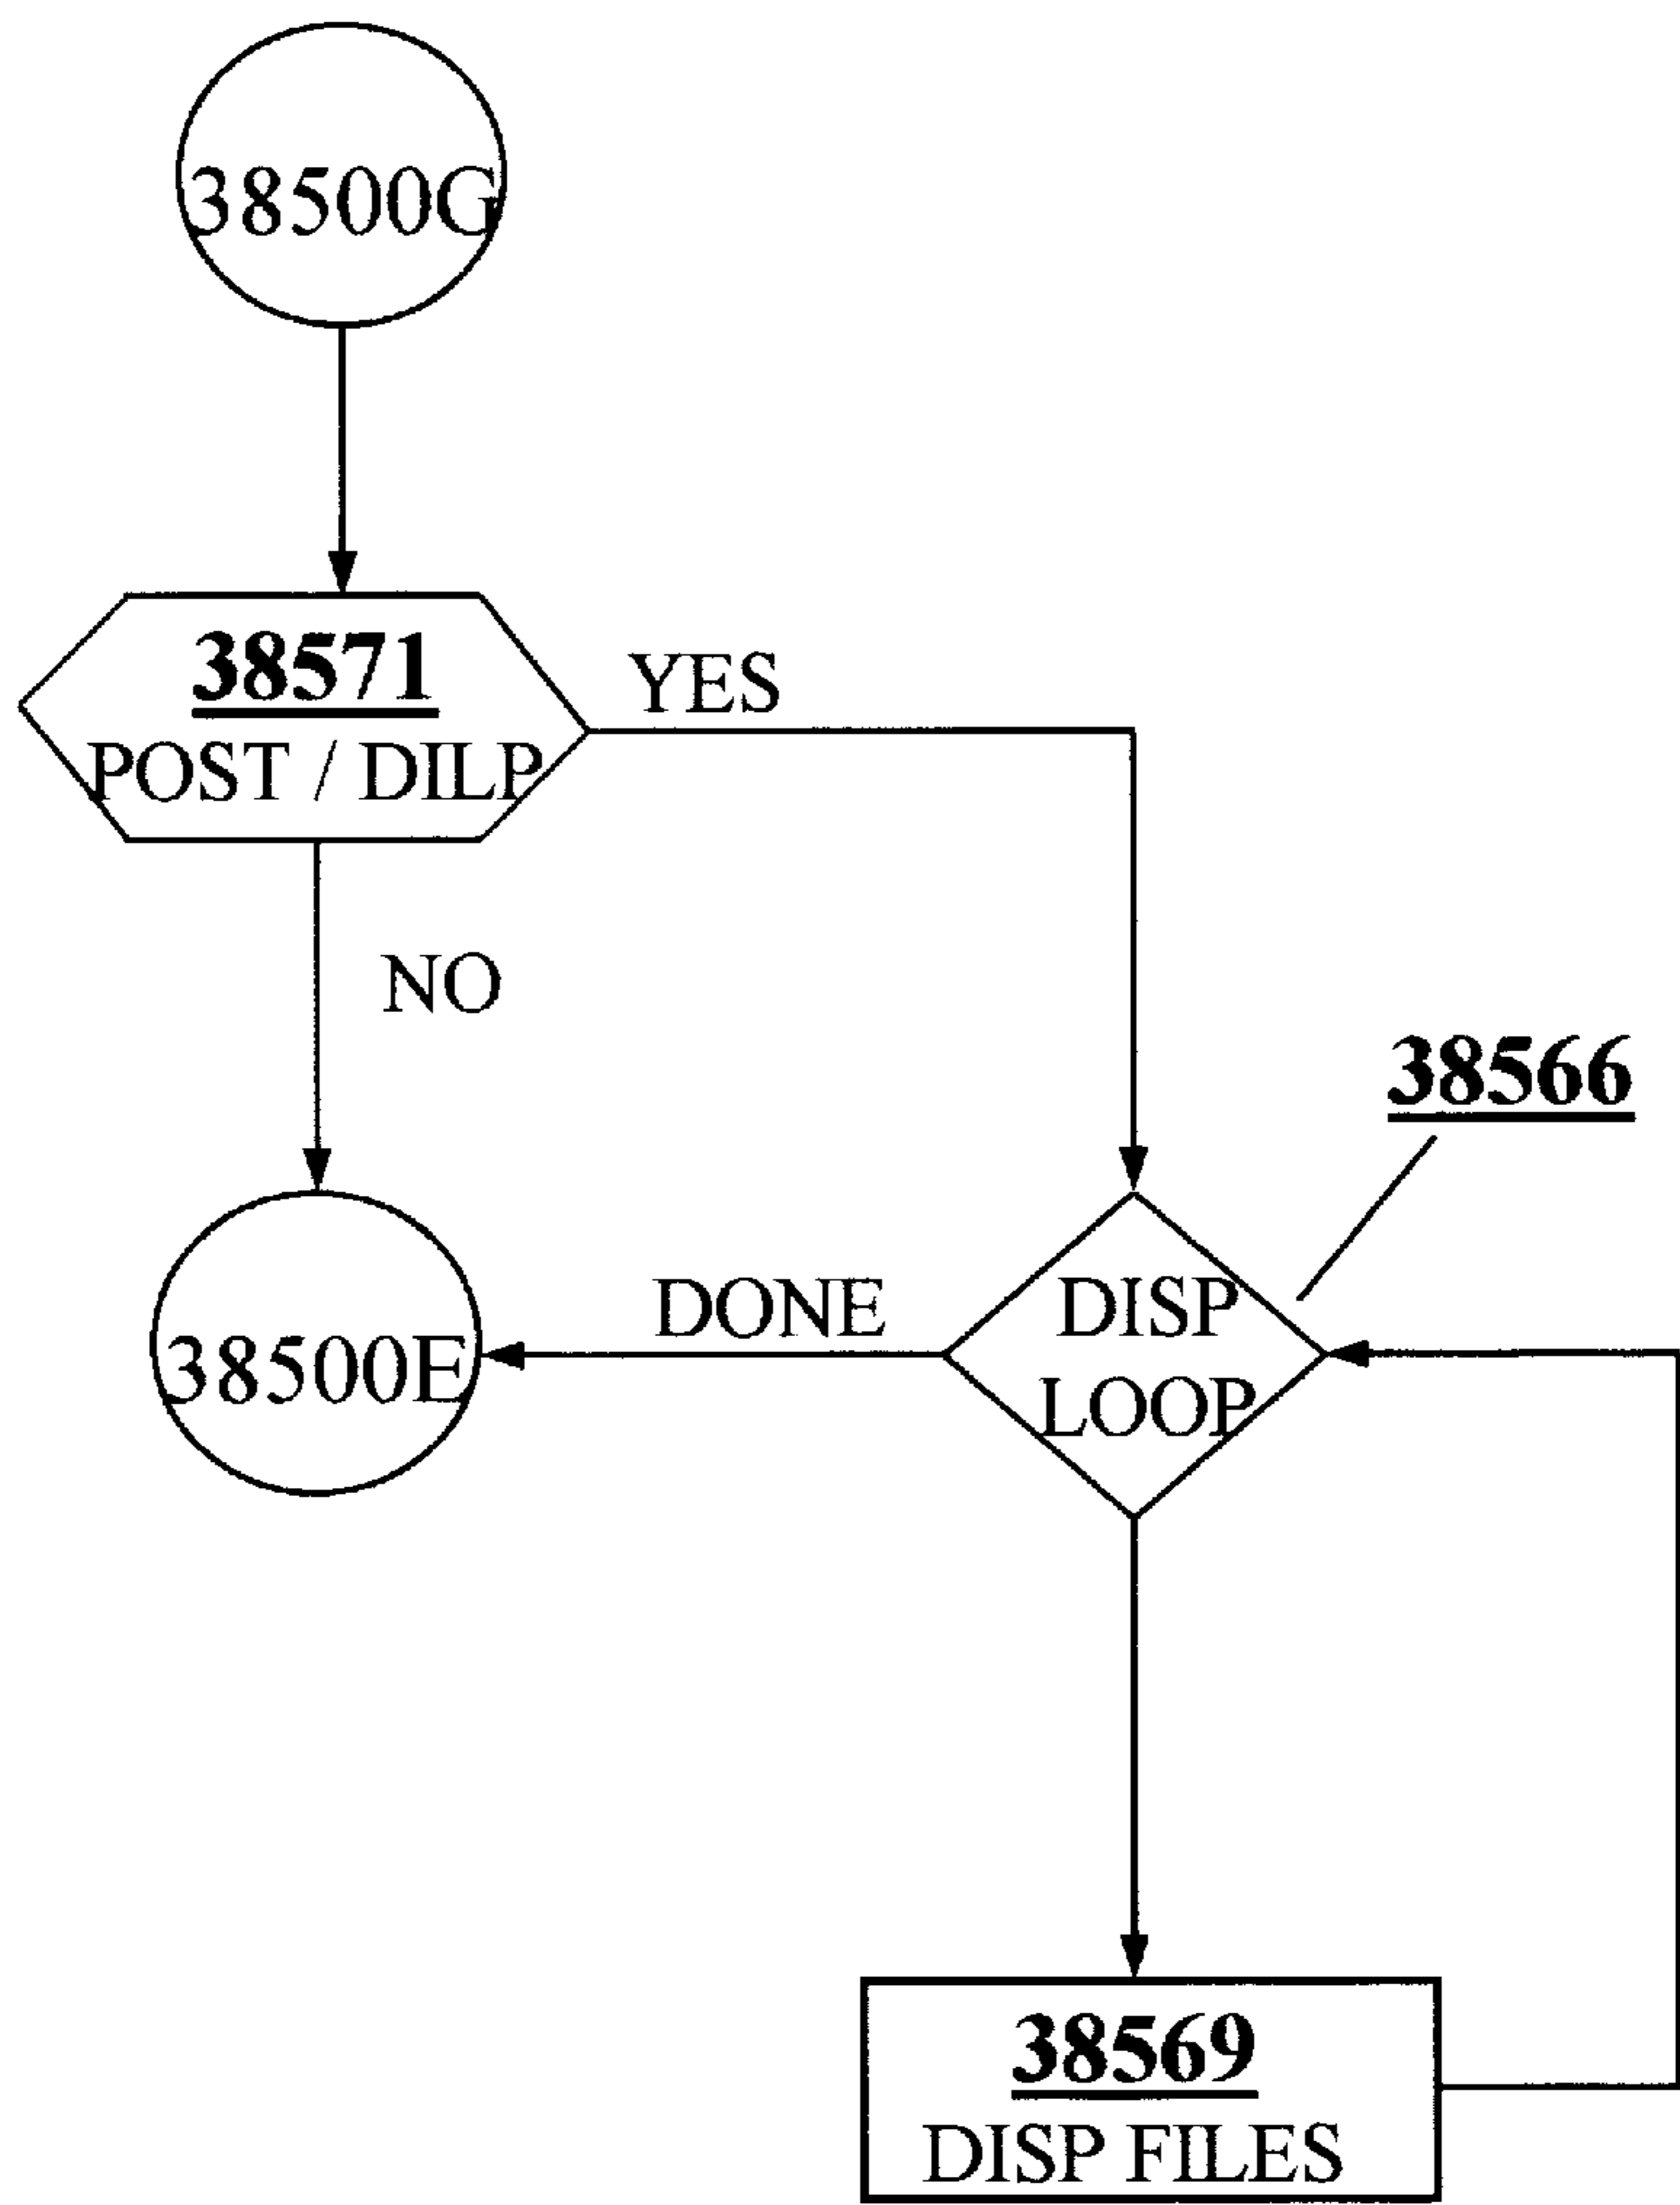 38500G
38571
POST / DILP
YES
NO
38566
DISP
LOOP
DONE
38500E
38569
DISP FILES